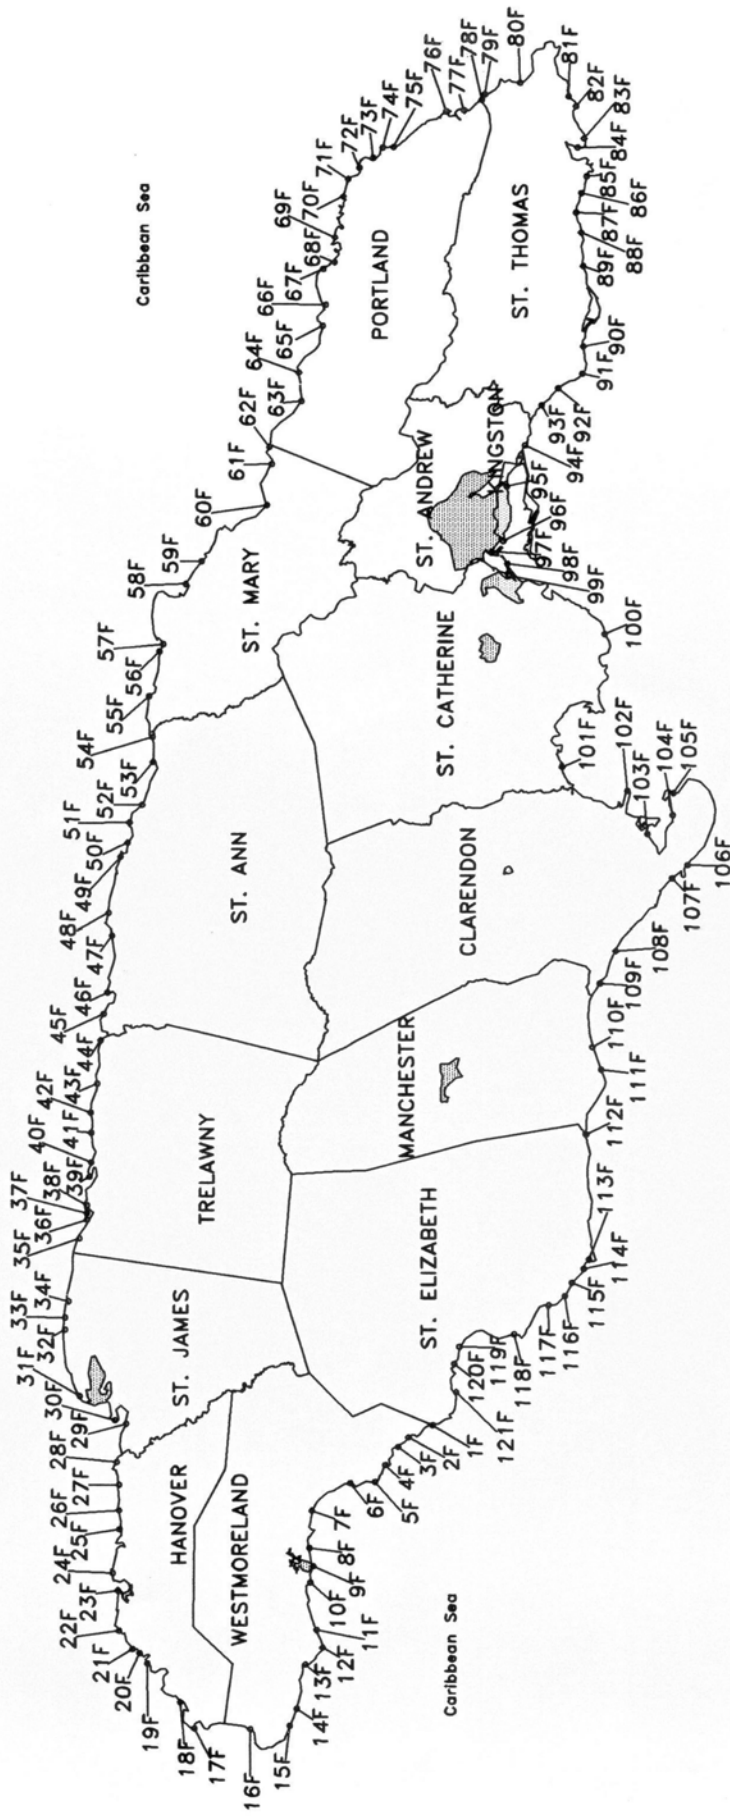 Caribbean Sea
16F
17F
18F
19F
20F
21F
22F
23F
24F
25F
26F
27F
28F
29F
30F
31F
32F
33F
34F
35F
36F
37F
38F
39F
40F
41F
42F
43F
44F
45F
46F
47F
48F
49F
50F
51F
52F
53F
54F
55F
56F
57F
58F
59F
60F
61F
62F
63F
64F
65F
66F
67F
68F
69F
70F
71F
72F
73F
74F
75F
76F
77F
78F
79F
80F
HANOVER
ST. JAMES
TRELAWNY
ST. ANN
ST. MARY
PORTLAND
WESTMORELAND
ST. ELIZABETH
MANCHESTER
CLARENDON
ST. CATHERINE
ST. ANDREW
KINGSTON
ST. THOMAS
81F
82F
83F
84F
85F
86F
87F
88F
89F
90F
91F
92F
93F
94F
95F
96F
97F
98F
99F
100F
101F
102F
103F
104F
105F
106F
107F
108F
109F
110F
111F
112F
113F
114F
115F
116F
117F
118F
119F
120F
121F
1F
2F
3F
4F
5F
6F
7F
8F
9F
10F
11F
12F
13F
14F
15F
Caribbean Sea